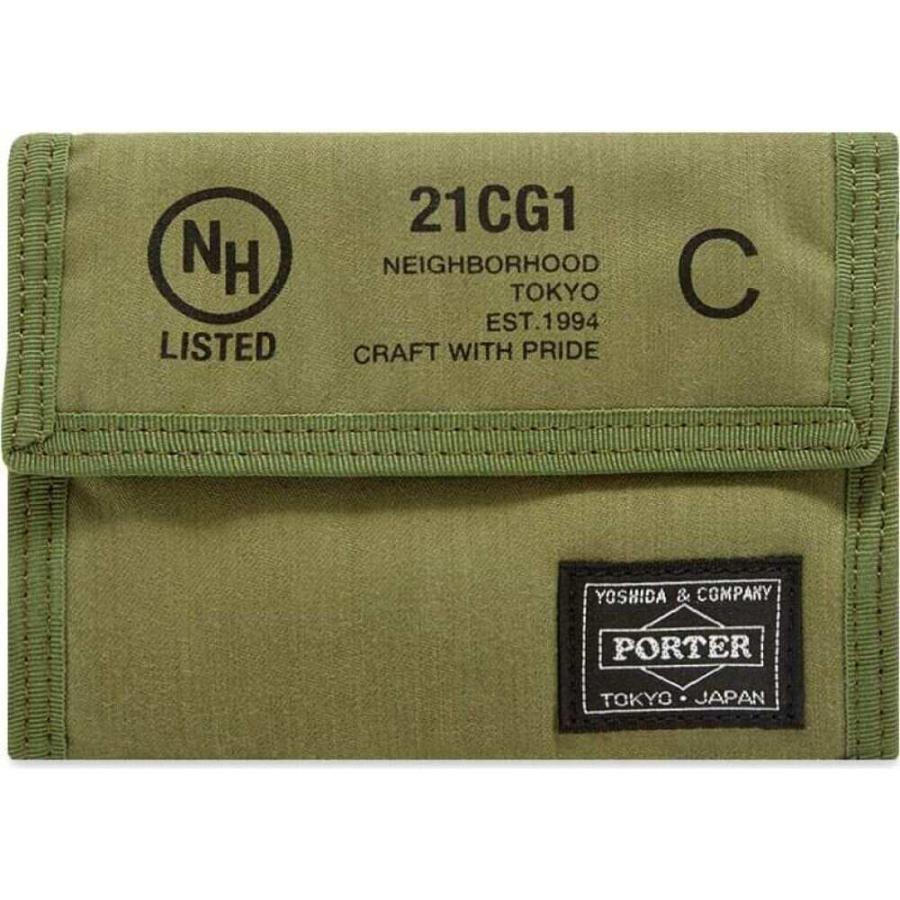 NH
LISTED
21CG1
NEIGHBORHOOD
TOKYO
EST.1994
CRAFT WITH PRIDE
C
YOSHIDA & COMPANY
PORTER
TOKYO · JAPAN